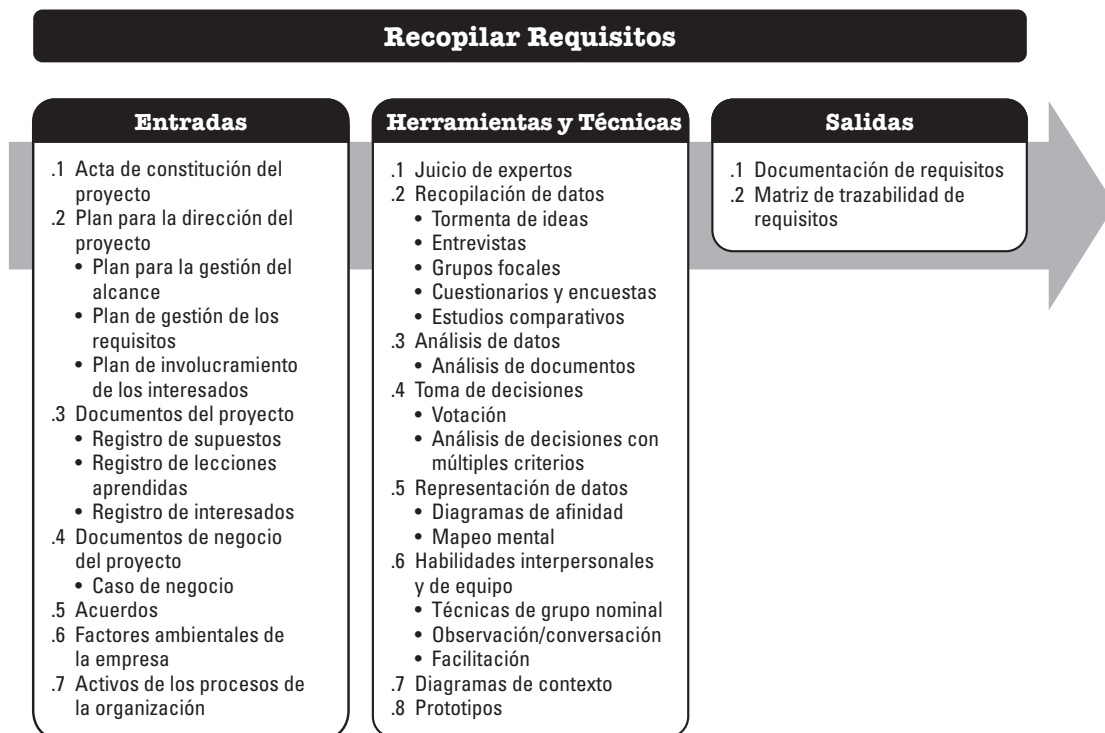 Recopilar Requisitos
Entradas
.1 Acta de constitución del
proyecto
.2 Plan para la dirección del
proyecto
• Plan para la gestión del
alcance
• Plan de gestión de los
requisitos
• Plan de involucramiento
de los interesados
.3 Documentos del proyecto
• Registro de supuestos
• Registro de lecciones
aprendidas
• Registro de interesados
.4 Documentos de negocio
del proyecto
• Caso de negocio
.5 Acuerdos
.6 Factores ambientales de
la empresa
.7 Activos de los procesos de
la organización
Herramientas y Técnicas
.1 Juicio de expertos
.2 Recopilación de datos
• Tormenta de ideas
• Entrevistas
• Grupos focales
• Cuestionarios y encuestas
• Estudios comparativos
.3 Análisis de datos
• Análisis de documentos
.4 Toma de decisiones
• Votación
• Análisis de decisiones con
múltiples criterios
.5 Representación de datos
• Diagramas de afinidad
• Mapeo mental
.6 Habilidades interpersonales
y de equipo
• Técnicas de grupo nominal
• Observación/conversación
• Facilitación
.7 Diagramas de contexto
.8 Prototipos
Salidas
.1 Documentación de requisitos
.2 Matriz de trazabilidad de
requisitos